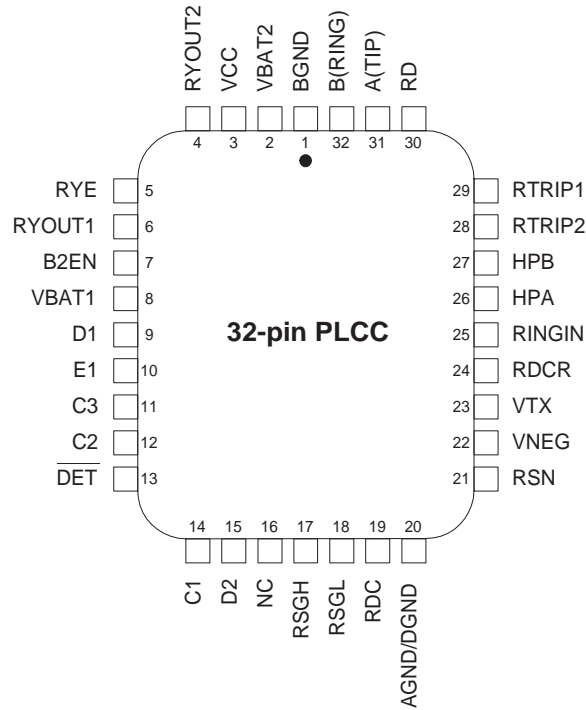 RYOUT2 VCC VBAT2 BGND B(RING) A(TIP) RD
4 3 2 1 32 31 30
RYE 5 29 RTRIP1
RYOUT1 6 28 RTRIP2
B2EN 7 27 HPB
VBAT1 8 26 HPA
D1 9 32-pin PLCC 25 RINGIN
E1 10 24 RDCR
C3 11 23 VTX
C2 12 22 VNEG
DET 13 21 RSN
14 15 16 17 18 19 20
C1 D2 NC RSGH RSGL RDC AGND/DGND